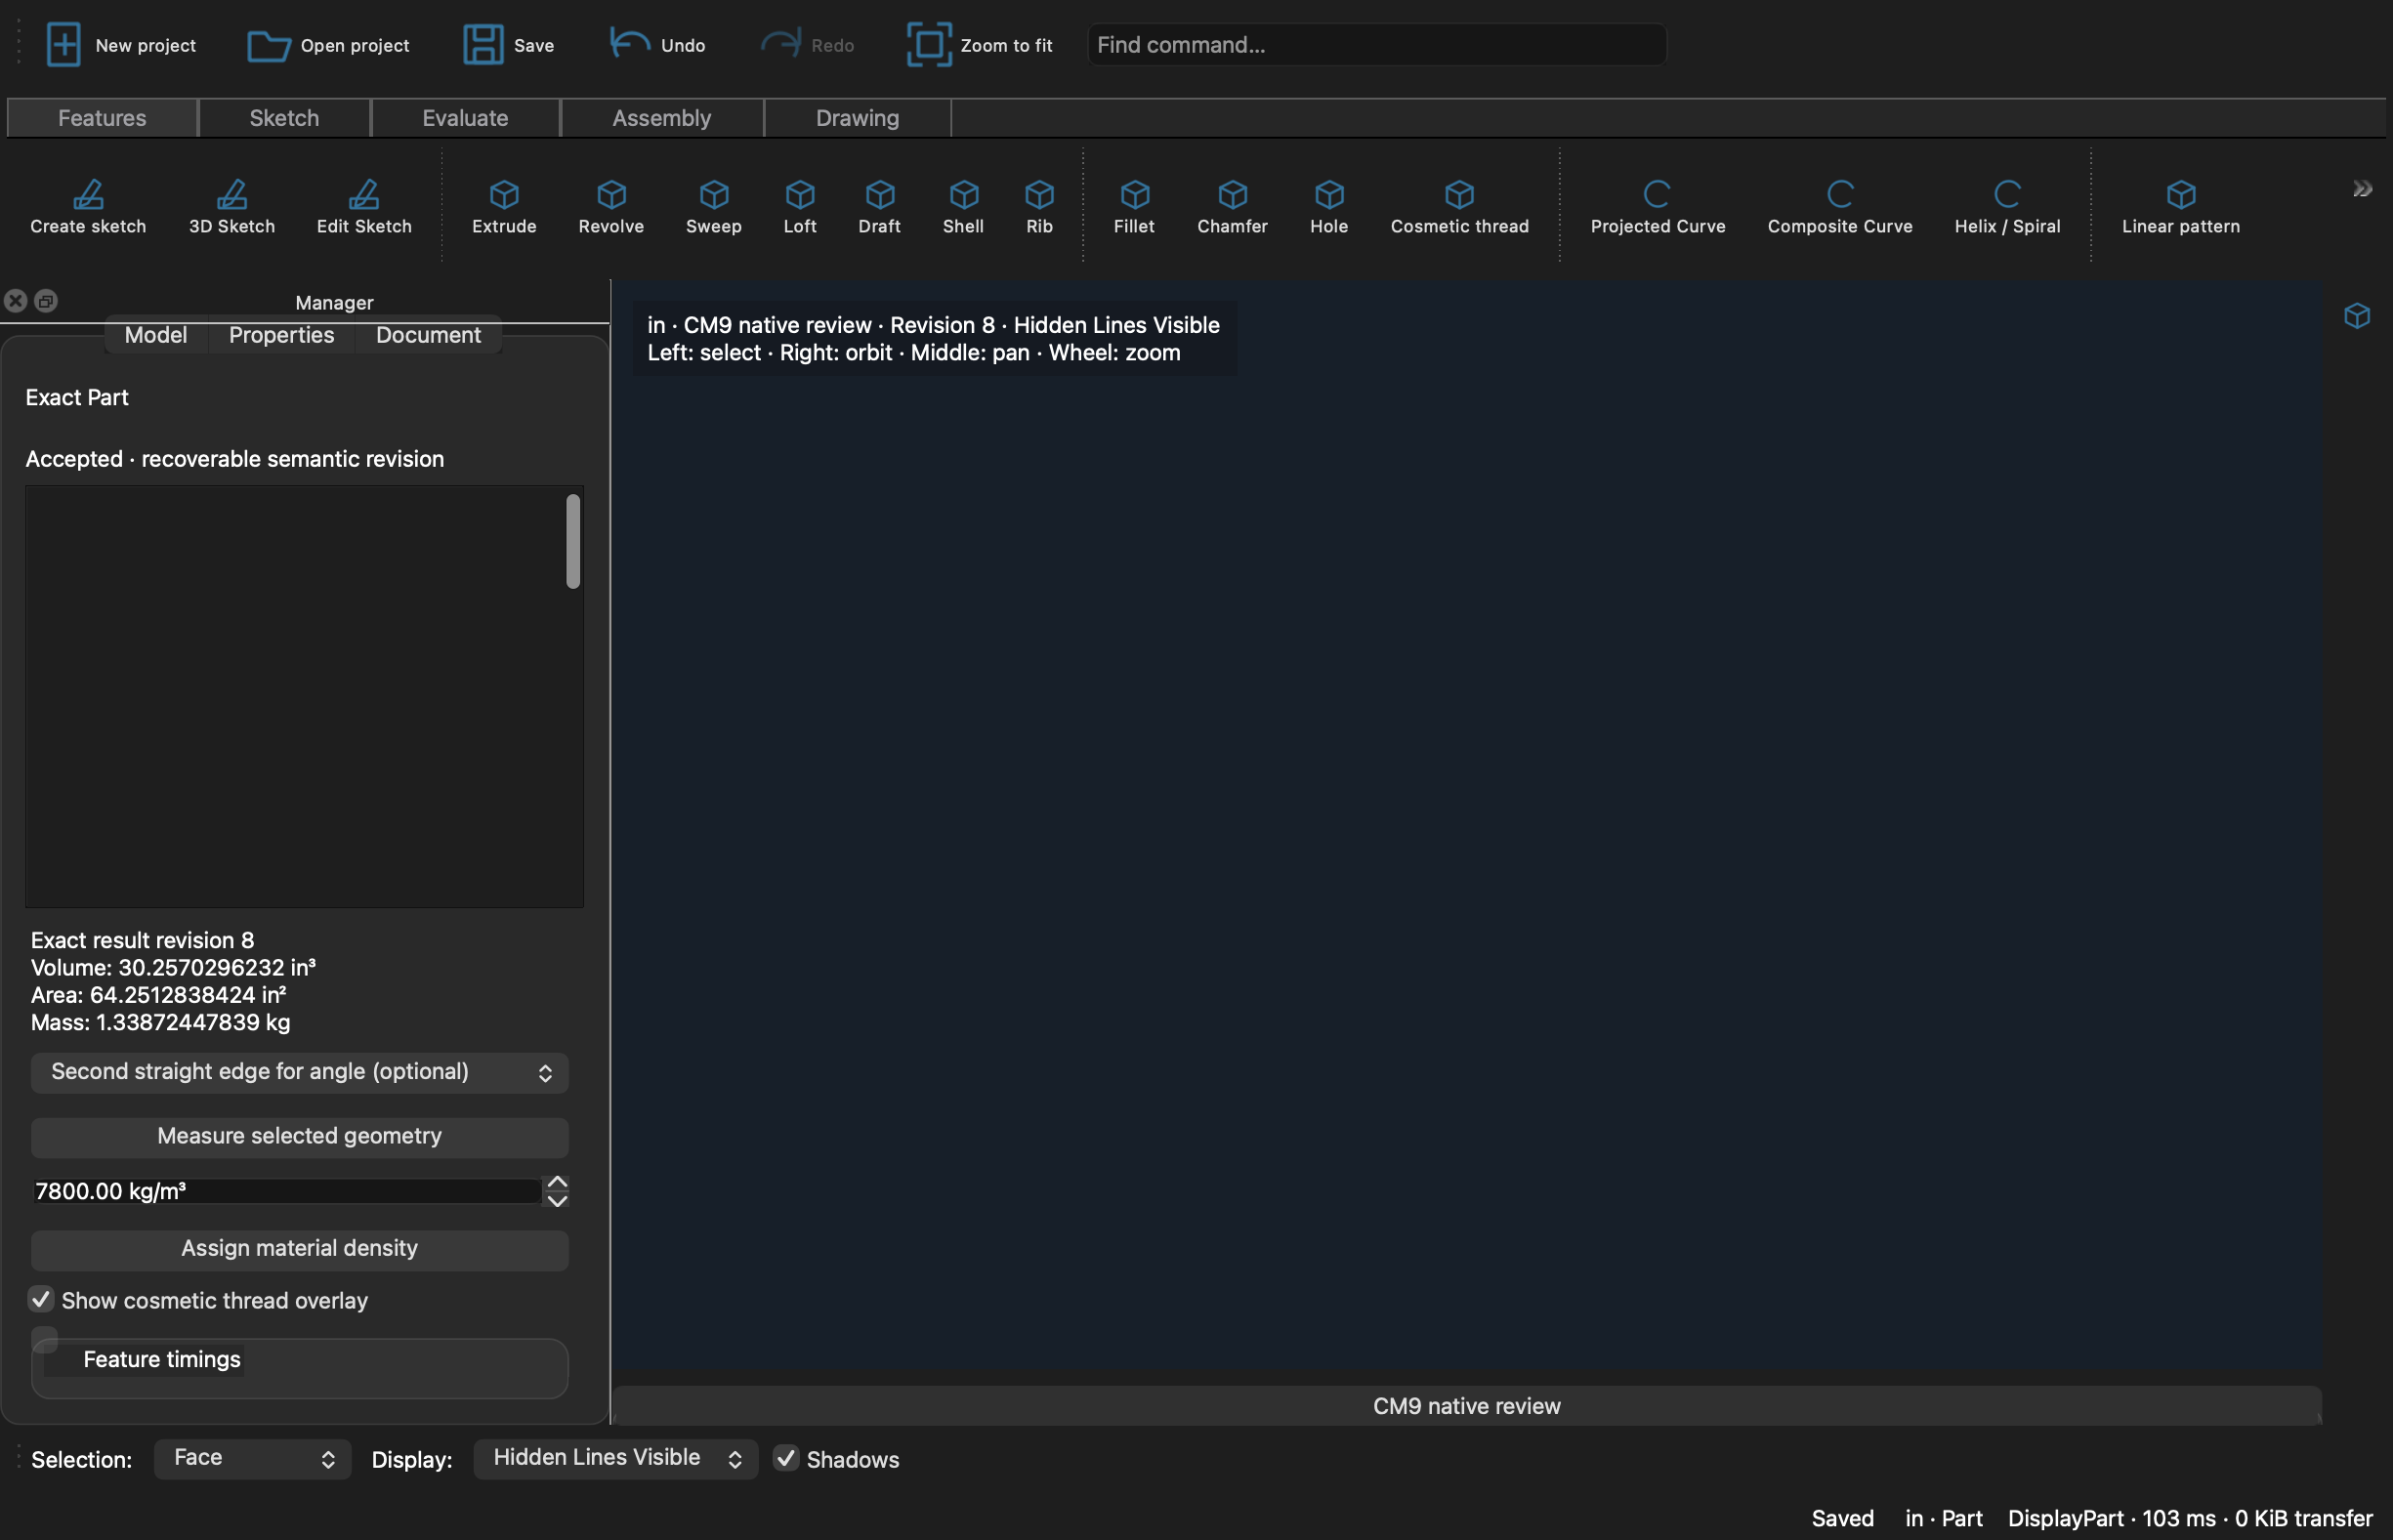 New project
Open project
Save
Undo
Redo
Zoom to fit
Find command...
Features
Sketch
Evaluate
Assembly
Drawing
Create sketch
3D Sketch
Edit Sketch
Extrude
Revolve
Sweep
Loft
Draft
Shell
Rib
Fillet
Chamfer
Hole
Cosmetic thread
Projected Curve
Composite Curve
Helix / Spiral
Linear pattern
Manager
Model
Properties
Document
Exact Part
Accepted · recoverable semantic revision
Exact result revision 8
Volume: 30.2570296232 in³
Area: 64.2512838424 in²
Mass: 1.33872447839 kg
Second straight edge for angle (optional)
Measure selected geometry
7800.00 kg/m³
Assign material density
Show cosmetic thread overlay
Feature timings
in · CM9 native review · Revision 8 · Hidden Lines Visible
Left: select · Right: orbit · Middle: pan · Wheel: zoom
CM9 native review
Selection:
Face
Display:
Hidden Lines Visible
Shadows
Saved
in · Part
DisplayPart · 103 ms · 0 KiB transfer